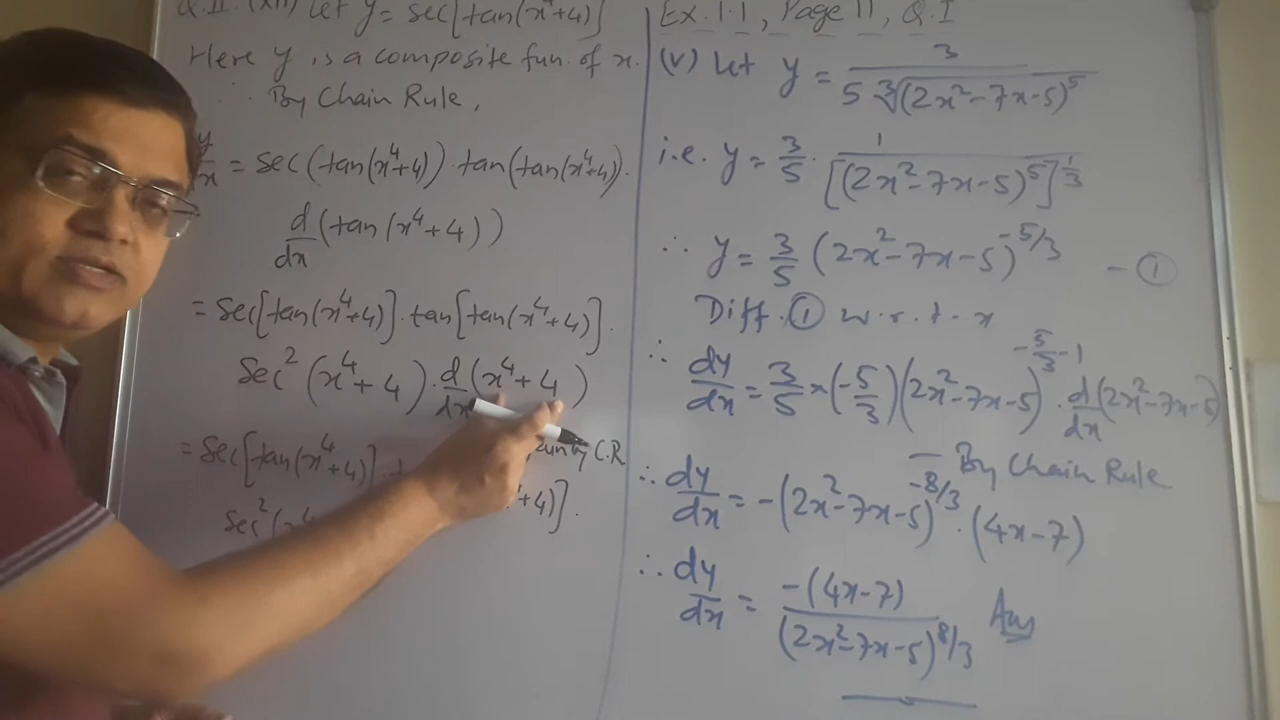 Q.II. (XII) Let y = sec[tan(x⁴+4)]
Here y is a composite fun. of x.
∴ By Chain Rule,
= sec(tan(x⁴+4)).tan(tan(x⁴+4)).
d/dx (tan(x⁴+4))
= sec[tan(x⁴+4)].tan[tan(x⁴+4)].
sec²(x⁴+4).d/dx(x⁴+4)
C.R
= sec[tan(x⁴+4)].
sec² +4)].
Ex.1.1, Page 11, Q.I
(V) Let y = 3/(5 ∛(2x²-7x-5)⁵)
i.e. y = 3/5 . 1/[(2x²-7x-5)⁵]^(1/3)
∴ y = 3/5 (2x²-7x-5)^(-5/3) - ①
Diff. ① w.r.t. x
∴ dy/dx = 3/5 × (-5/3)(2x²-7x-5)^(-5/3-1) . d/dx(2x²-7x-5)
— By Chain Rule
∴ dy/dx = -(2x²-7x-5)^(-8/3) . (4x-7)
∴ dy/dx = -(4x-7)/(2x²-7x-5)^(8/3) Ans